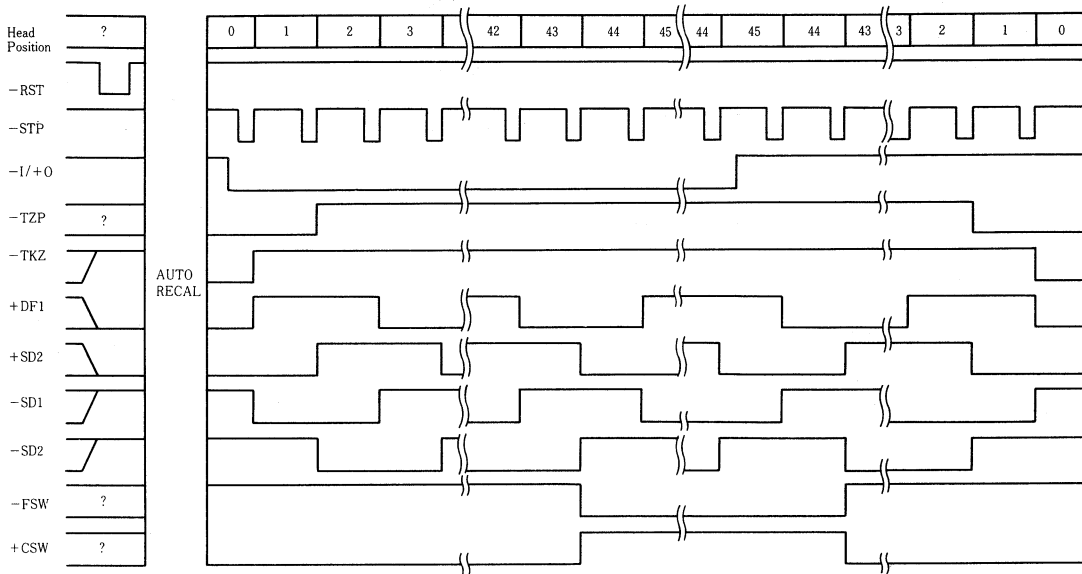 Head Position ? 0 1 2 3 42 43 44 45 44 45 44 43 3 2 1 0
−RST
−STP
−I/+O
−TZP ?
−TKZ
AUTO
RECAL
+DF1
+SD2
−SD1
−SD2
−FSW ?
+CSW ?